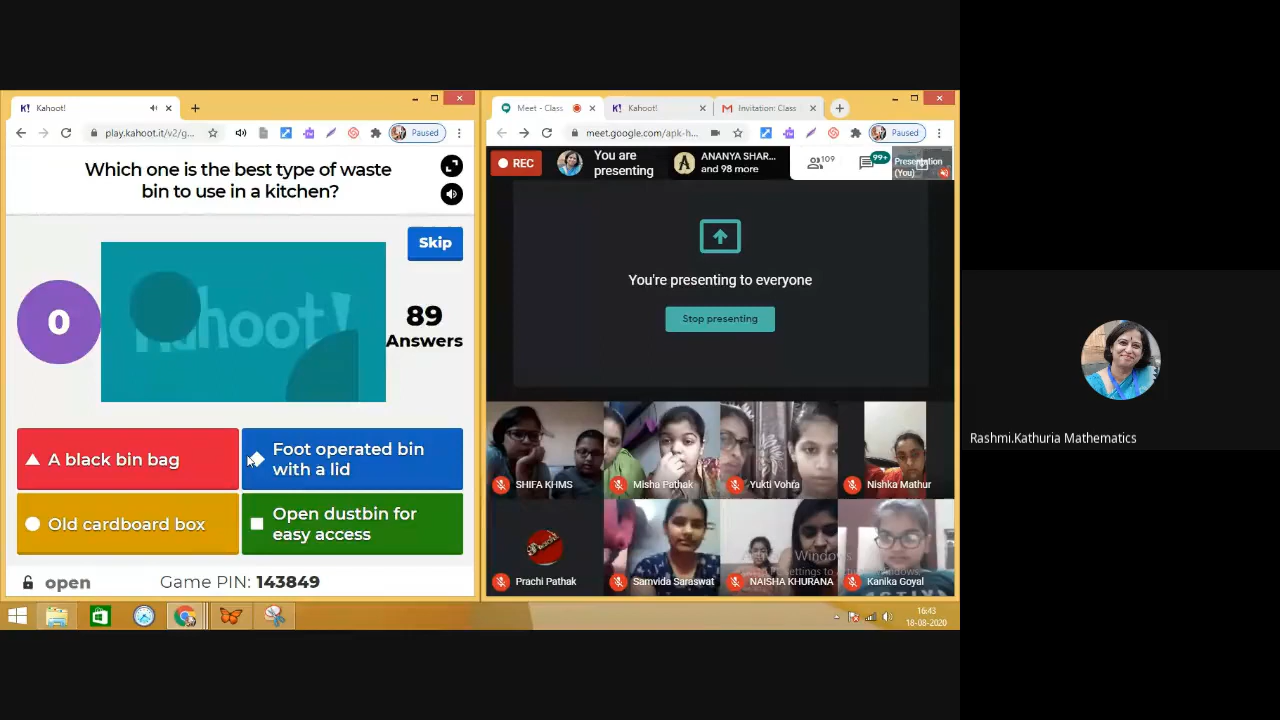 Kahoot!
play.kahoot.it/v2/g...
Paused
Which one is the best type of waste
bin to use in a kitchen?
Skip
0
Kahoot!
89
Answers
A black bin bag
Foot operated bin
with a lid
Old cardboard box
Open dustbin for
easy access
open
Game PIN: 143849
Meet - Class
Kahoot!
Invitation: Class
meet.google.com/apk-h...
Paused
REC
You are
presenting
A
ANANYA SHAR...
and 98 more
109
99+
Presentation
(You)
You're presenting to everyone
Stop presenting
SHIFA KHMS
Misha Pathak
Yukti Vohra
Nishka Mathur
Prachi Pathak
Samvida Saraswat
NAISHA KHURANA
Kanika Goyal
16:43
18-08-2020
Rashmi.Kathuria Mathematics